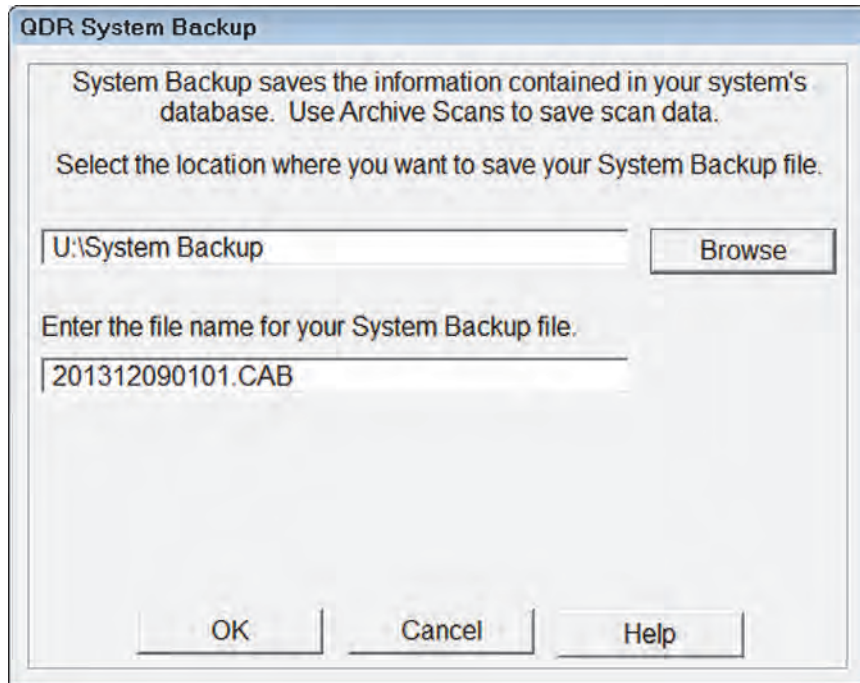 QDR System Backup
System Backup saves the information contained in your system's
database. Use Archive Scans to save scan data.
Select the location where you want to save your System Backup file.
U:\System Backup
Browse
Enter the file name for your System Backup file.
201312090101.CAB
OK
Cancel
Help